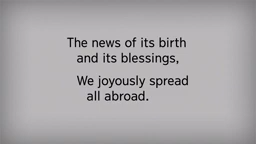 The news of its birth
and its blessings,
We joyously spread
all abroad.